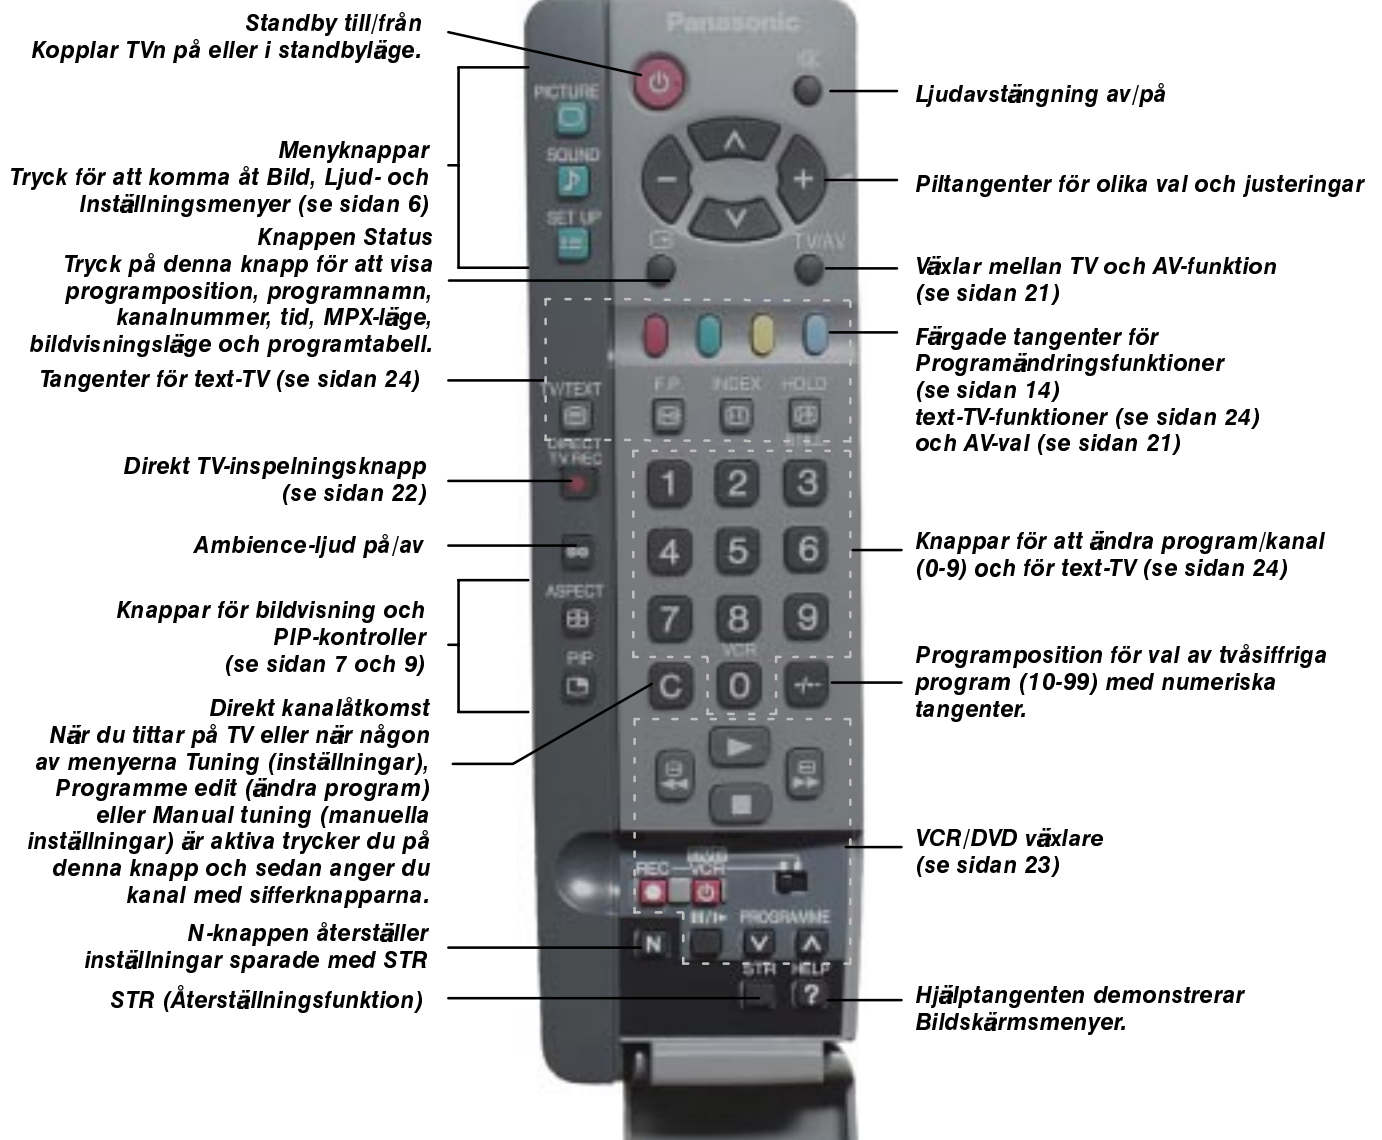 Standby till/från
Kopplar TVn på eller i standbyläge.
Menyknappar
Tryck för att komma åt Bild, Ljud- och
Inställningsmenyer (se sidan 6)
Knappen Status
Tryck på denna knapp för att visa
programposition, programnamn,
kanalnummer, tid, MPX-läge,
bildvisningsläge och programtabell.
Tangenter för text-TV (se sidan 24)
Direkt TV-inspelningsknapp
(se sidan 22)
Ambience-ljud på/av
Knappar för bildvisning och
PIP-kontroller
(se sidan 7 och 9)
Direkt kanalåtkomst
När du tittar på TV eller när någon
av menyerna Tuning (inställningar),
Programme edit (ändra program)
eller Manual tuning (manuella
inställningar) är aktiva trycker du på
denna knapp och sedan anger du
kanal med sifferknapparna.
N-knappen återställer
inställningar sparade med STR
STR (Återställningsfunktion)
Panasonic
PICTURE
SOUND
SET UP
TV/AV
TV/TEXT
F.P.
INDEX
HOLD
DIRECT
TV REC
1 2 3
4 5 6
ASPECT
7 8 9
VCR
PIP
C 0 -/--
REC
VCR
PROGRAMME
N
STR
HELP
?
Ljudavstängning av/på
Piltangenter för olika val och justeringar
Växlar mellan TV och AV-funktion
(se sidan 21)
Färgade tangenter för
Programändringsfunktioner
(se sidan 14)
text-TV-funktioner (se sidan 24)
och AV-val (se sidan 21)
Knappar för att ändra program/kanal
(0-9) och för text-TV (se sidan 24)
Programposition för val av tvåsiffriga
program (10-99) med numeriska
tangenter.
VCR/DVD växlare
(se sidan 23)
Hjälptangenten demonstrerar
Bildskärmsmenyer.